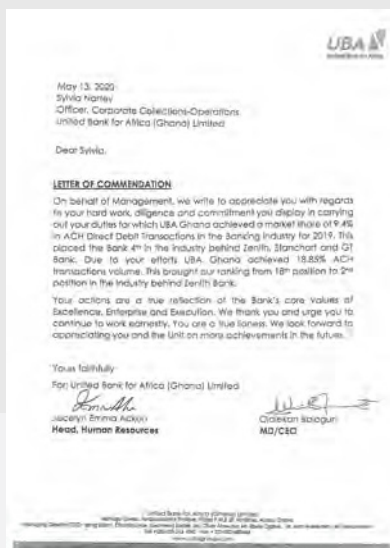 UBA
United Bank for Africa
May 13, 2020
Sylvia Nartey
Officer, Corporate Collections-Operations
United Bank for Africa (Ghana) Limited
Dear Sylvia,
LETTER OF COMMENDATION
On behalf of Management, we write to appreciate you with regards
to your hard work, diligence and commitment you display in carrying
out your duties for which UBA Ghana achieved a market share of 9.4%
in ACH Direct Debit Transactions in the Banking industry for 2019. This
placed the Bank 4th in the industry behind Zenith, Stanchart and GT
Bank. Due to your efforts UBA Ghana achieved 18.85% ACH
transactions volume. This brought our ranking from 18th position to 2nd
position in the industry behind Zenith Bank.
Your actions are a true reflection of the Bank's core values of
Excellence, Enterprise and Execution. We thank you and urge you to
continue to work earnestly. You are a true lioness. We look forward to
appreciating you and the Unit on more achievements in the future.
Yours faithfully
For: United Bank for Africa (Ghana) Limited
Jocelyn Emma Ackon
Head, Human Resources
Olalekan Balogun
MD/CEO
United Bank for Africa (Ghana) Limited